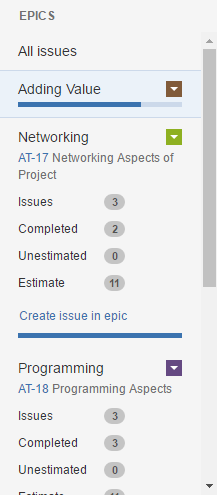 EPICS
All issues
Adding Value
Networking
AT-17 Networking Aspects of
Project
Issues 3
Completed 2
Unestimated 0
Estimate 11
Create issue in epic
Programming
AT-18 Programming Aspects
Issues 3
Completed 3
Unestimated 0
Estimate 11